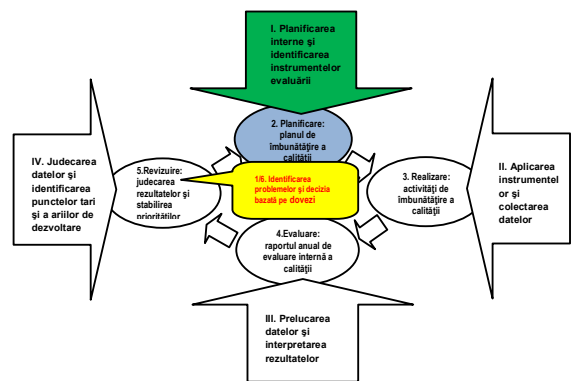 I. Planificarea
interne şi
identificarea
instrumentelor
evaluării
2. Planificare:
planul de
îmbunătăţire a
calităţii
IV. Judecarea
datelor şi
identificarea
punctelor tari
şi a ariilor de
dezvoltare
5.Revizuire:
judecarea
rezultatelor şi
stabilirea
priorităţilor
1/6. Identificarea
problemelor şi decizia
bazată pe dovezi
3. Realizare:
activităţi de
îmbunătăţire a
calităţii
II. Aplicarea
instrumentel
or şi
colectarea
datelor
4.Evaluare:
raportul anual de
evaluare internă a
calităţii
III. Prelucarea
datelor şi
interpretarea
rezultatelor